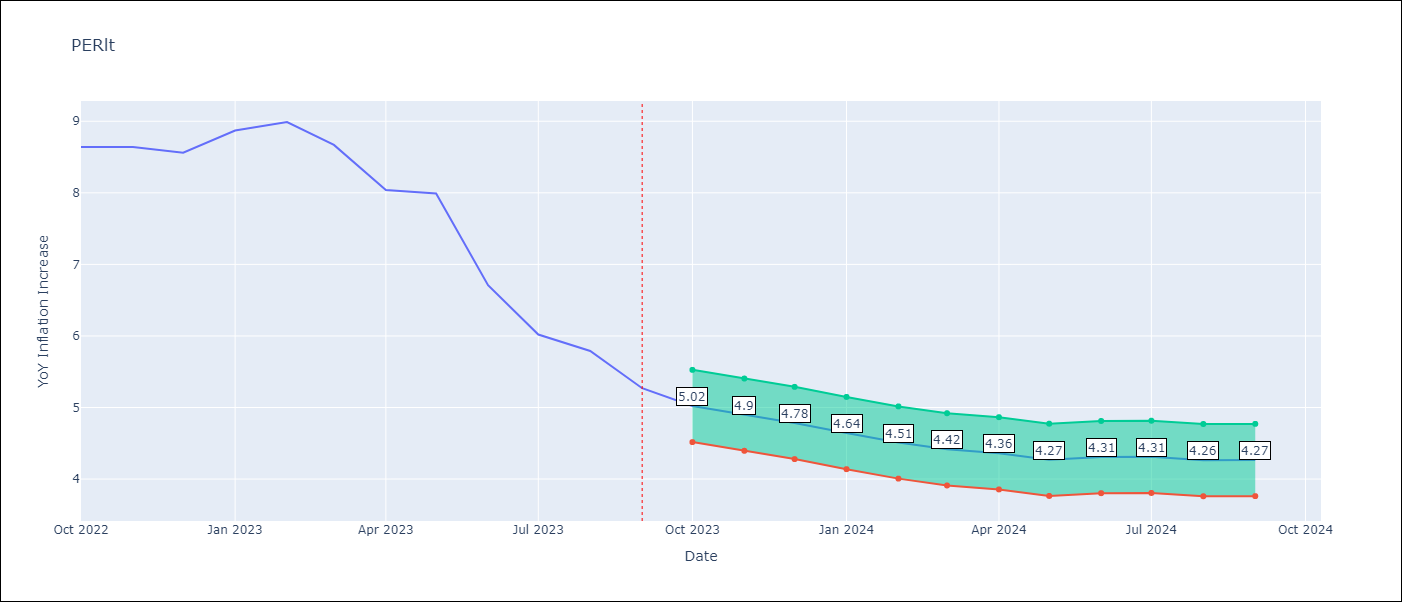 PERlt
YoY Inflation Increase
9
8
7
6
5
4
5.02
4.9
4.78
4.64
4.51
4.42
4.36
4.27
4.31
4.31
4.26
4.27
Oct 2022
Jan 2023
Apr 2023
Jul 2023
Oct 2023
Jan 2024
Apr 2024
Jul 2024
Oct 2024
Date